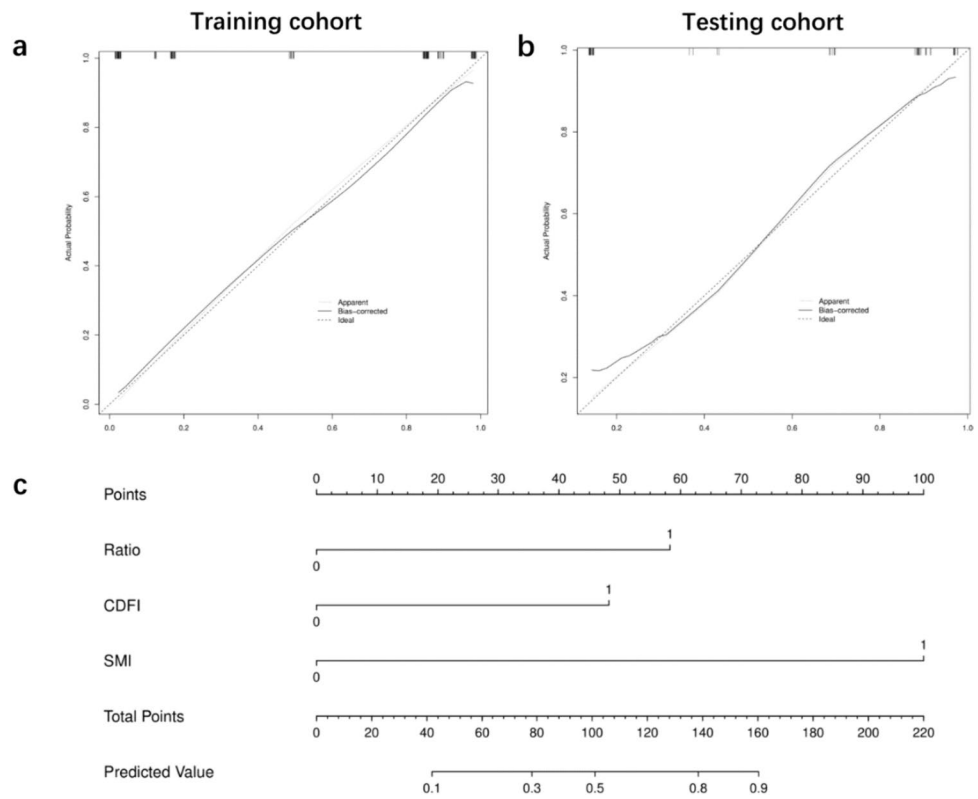 Training cohort
Testing cohort
a
b
1.0
0.8
0.6
0.4
0.2
0.0
Actual Probability
Apparent
Bias-corrected
Ideal
0.0 0.2 0.4 0.6 0.8 1.0
1.0
0.8
0.6
0.4
0.2
Actual Probability
Apparent
Bias-corrected
Ideal
0.2 0.4 0.6 0.8 1.0
c
Points
0 10 20 30 40 50 60 70 80 90 100
Ratio
0 1
CDFI
0 1
SMI
0 1
Total Points
0 20 40 60 80 100 120 140 160 180 200 220
Predicted Value
0.1 0.3 0.5 0.8 0.9